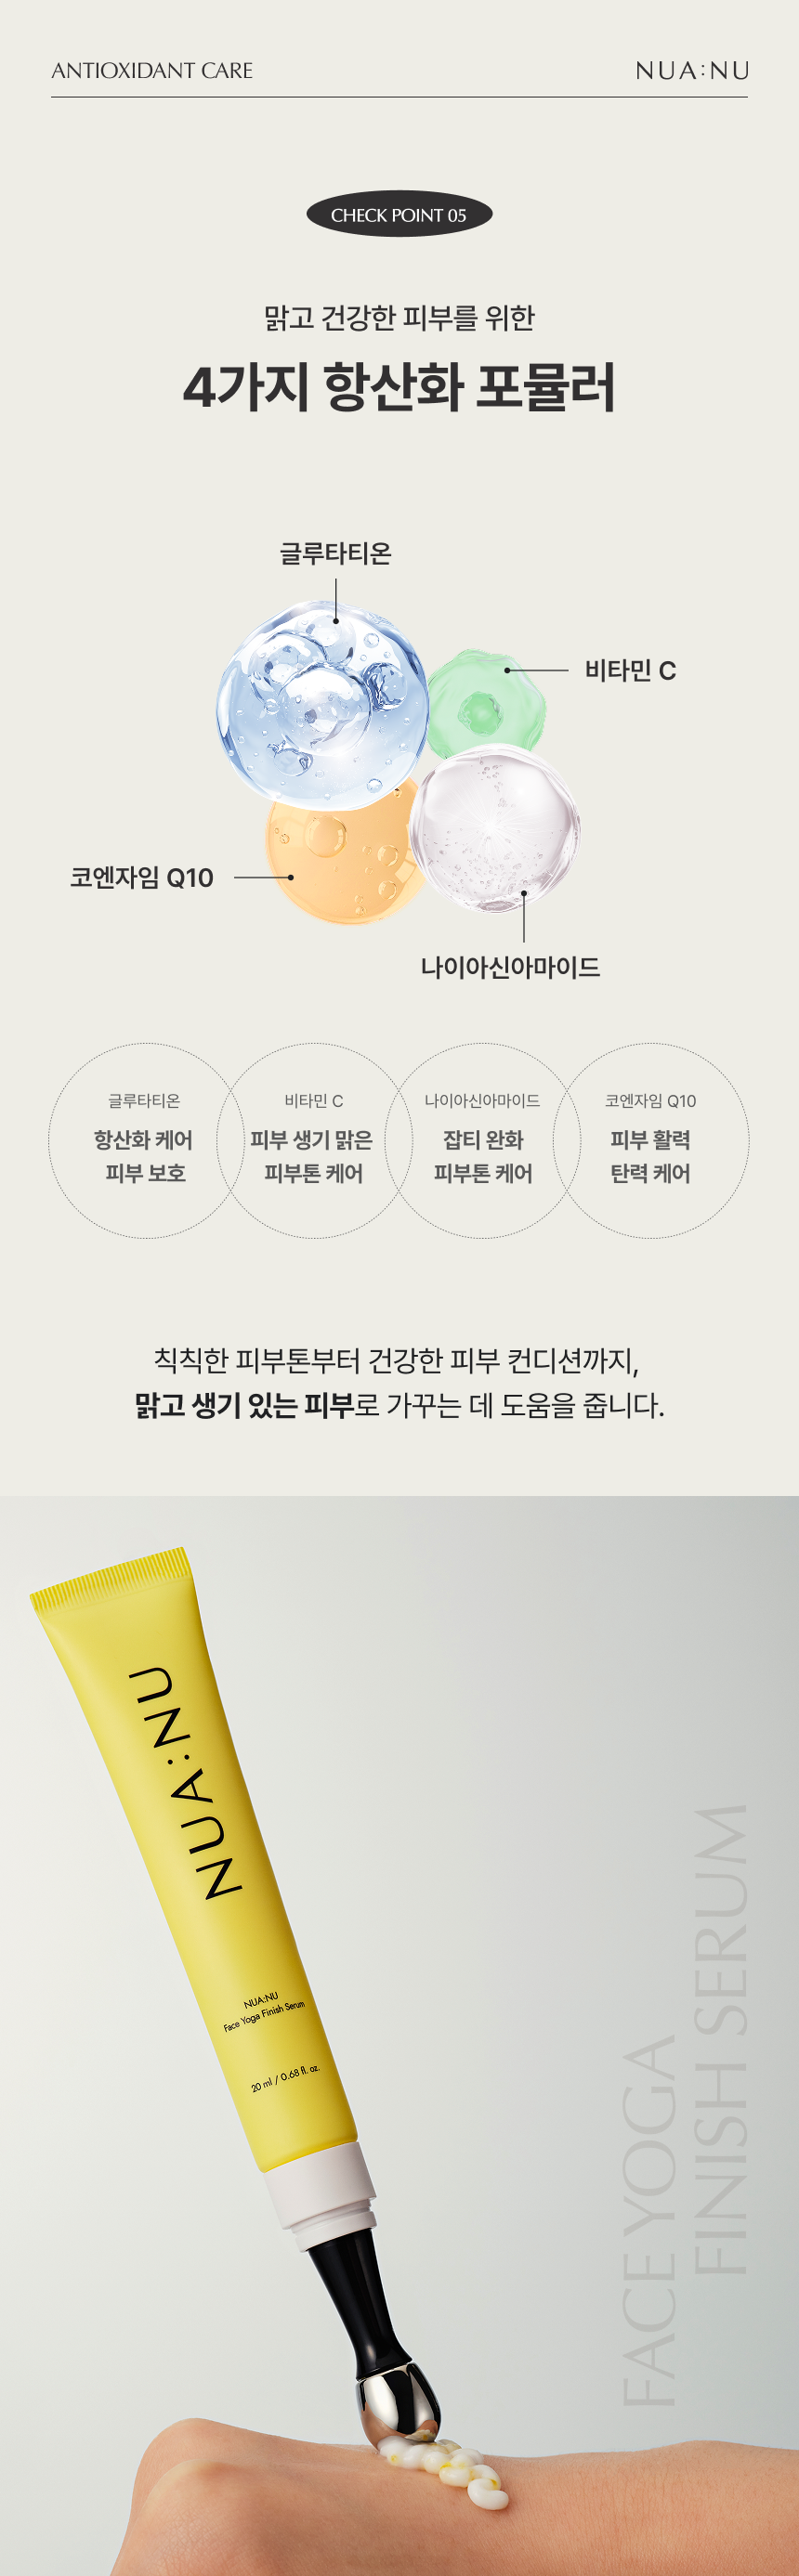 ANTIOXIDANT CARE
NUA:NU
CHECK POINT 05
맑고 건강한 피부를 위한
4가지 항산화 포뮬러
글루타티온
비타민 C
코엔자임 Q10
나이아신아마이드
글루타티온
항산화 케어
피부 보호
비타민 C
피부 생기 맑은
피부톤 케어
나이아신아마이드
잡티 완화
피부톤 케어
코엔자임 Q10
피부 활력
탄력 케어
칙칙한 피부톤부터 건강한 피부 컨디션까지,
맑고 생기 있는 피부로 가꾸는 데 도움을 줍니다.
NUA:NU
NUA:NU
Face Yoga Finish Serum
20 ml / 0.68 fl. oz.
FACE YOGA
FINISH SERUM